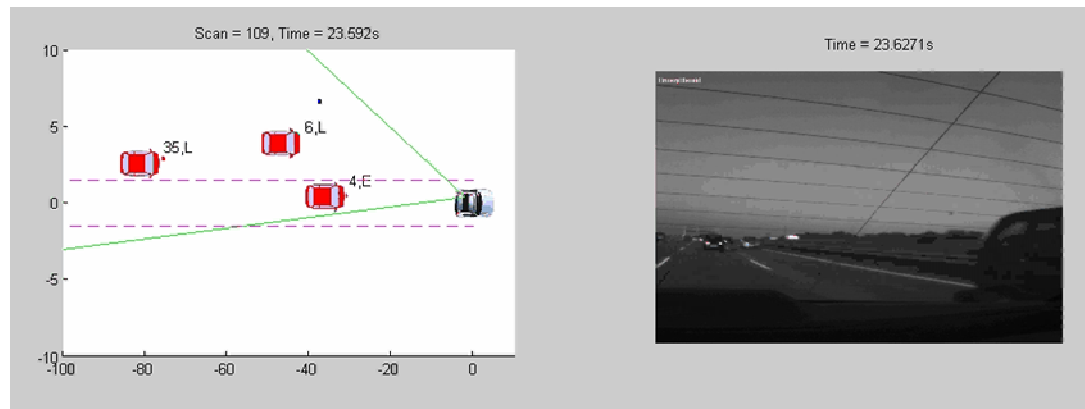 Scan = 109, Time = 23.592s
10
5
0
-5
-10
-100
-80
-60
-40
-20
0
35,L
6,L
4,E
Time = 23.6271s